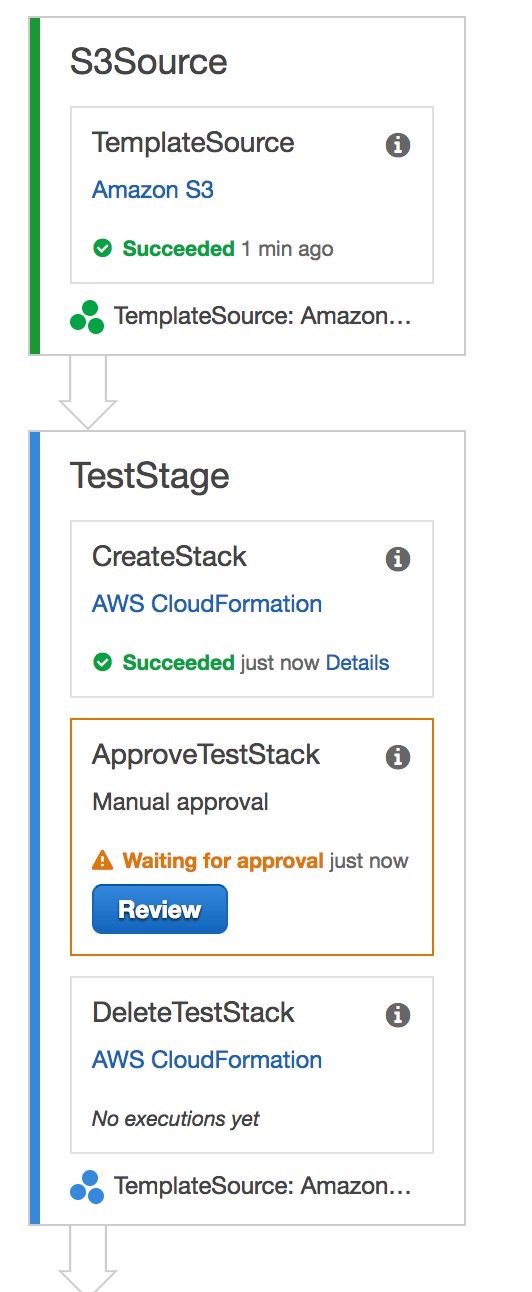 S3Source
TemplateSource
Amazon S3
Succeeded 1 min ago
TemplateSource: Amazon...
TestStage
CreateStack
AWS CloudFormation
Succeeded just now Details
ApproveTestStack
Manual approval
Waiting for approval just now
Review
DeleteTestStack
AWS CloudFormation
No executions yet
TemplateSource: Amazon...